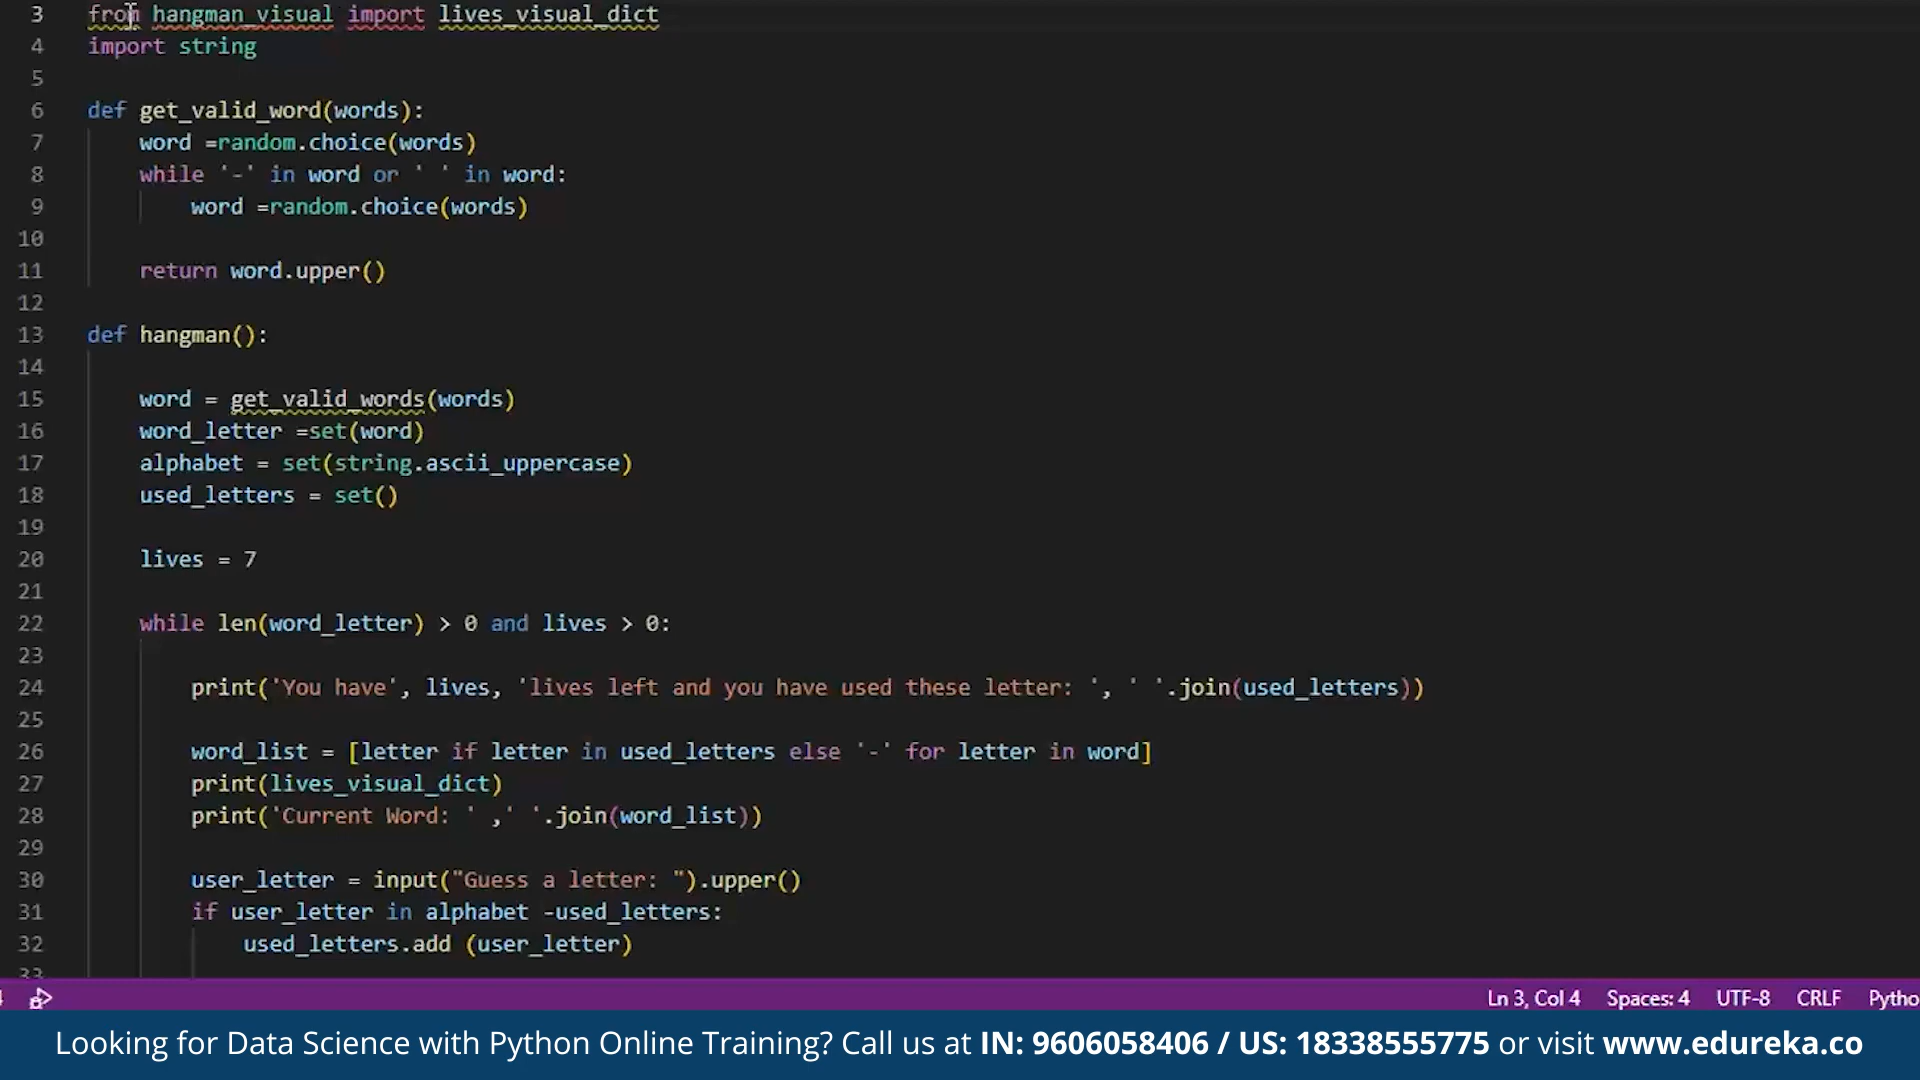 3 from hangman_visual import lives_visual_dict
4 import string
5
6 def get_valid_word(words):
7 word =random.choice(words)
8 while '-' in word or ' ' in word:
9 word =random.choice(words)
10
11 return word.upper()
12
13 def hangman():
14
15 word = get_valid_words(words)
16 word_letter =set(word)
17 alphabet = set(string.ascii_uppercase)
18 used_letters = set()
19
20 lives = 7
21
22 while len(word_letter) > 0 and lives > 0:
23
24 print('You have', lives, 'lives left and you have used these letter: ', ' '.join(used_letters))
25
26 word_list = [letter if letter in used_letters else '-' for letter in word]
27 print(lives_visual_dict)
28 print('Current Word: ' ,' '.join(word_list))
29
30 user_letter = input("Guess a letter: ").upper()
31 if user_letter in alphabet -used_letters:
32 used_letters.add (user_letter)
33
Ln 3, Col 4 Spaces: 4 UTF-8 CRLF Pytho
Looking for Data Science with Python Online Training? Call us at IN: 9606058406 / US: 18338555775 or visit www.edureka.co